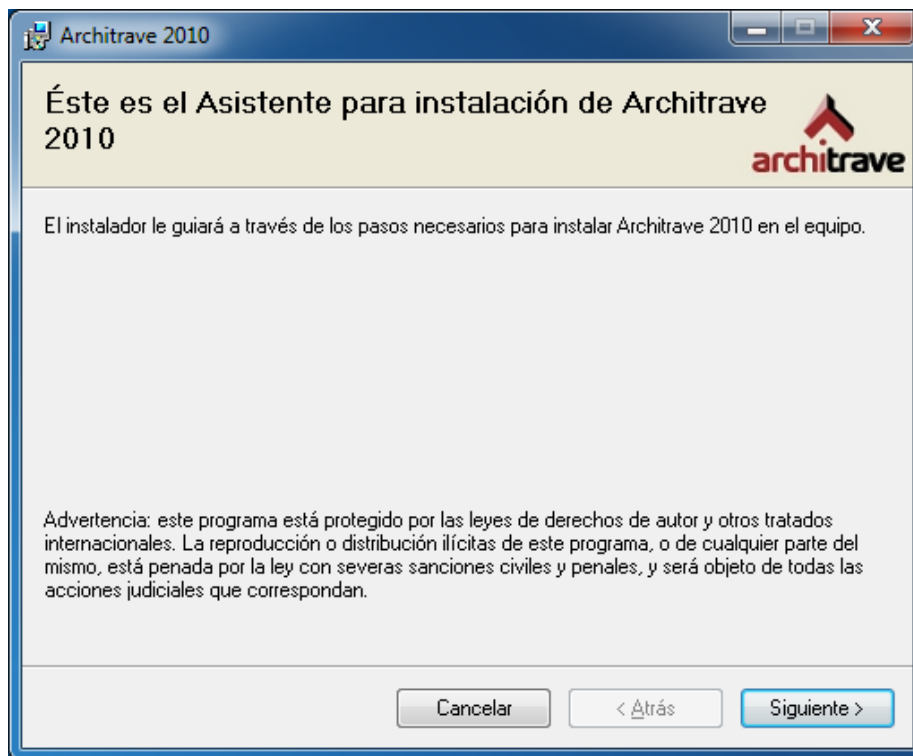 Architrave 2010
Éste es el Asistente para instalación de Architrave
2010
architrave
El instalador le guiará a través de los pasos necesarios para instalar Architrave 2010 en el equipo.
Advertencia: este programa está protegido por las leyes de derechos de autor y otros tratados
internacionales. La reproducción o distribución ilícitas de este programa, o de cualquier parte del
mismo, está penada por la ley con severas sanciones civiles y penales, y será objeto de todas las
acciones judiciales que correspondan.
Cancelar
< Atrás
Siguiente >